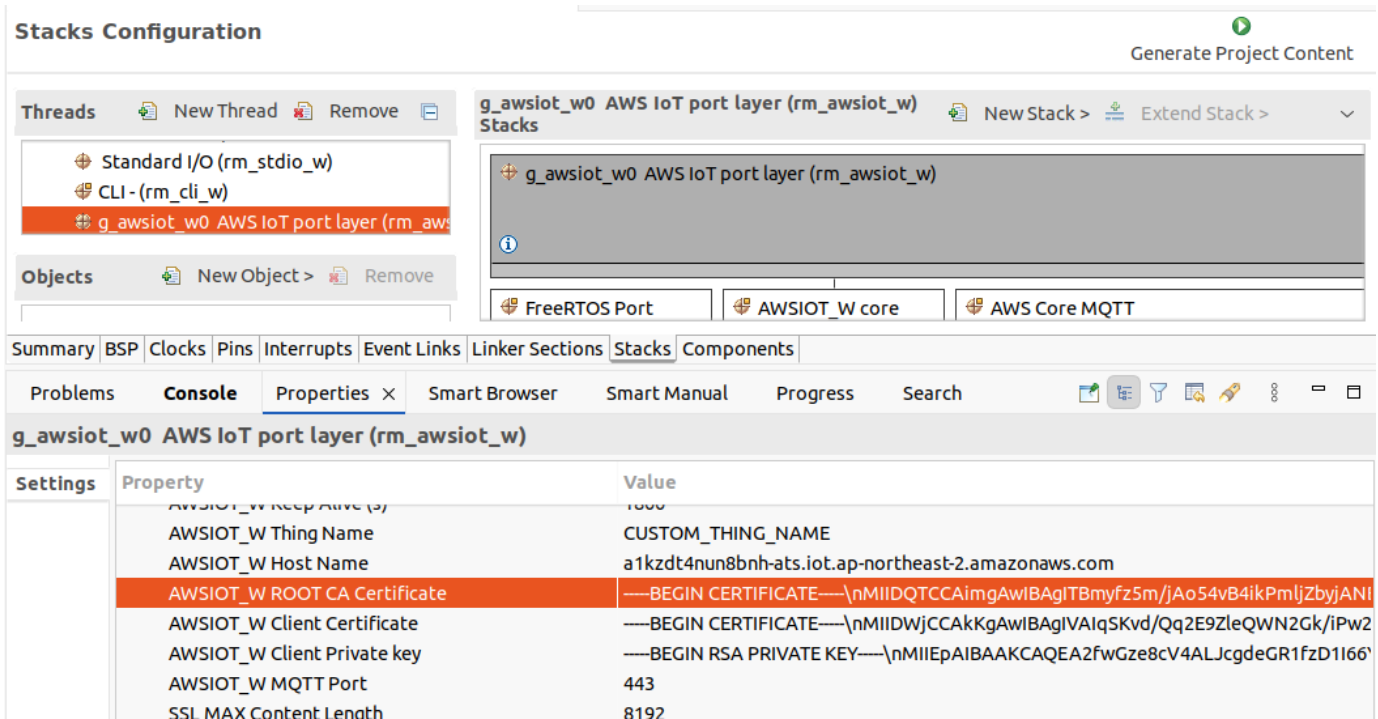 Stacks Configuration
Generate Project Content
Threads New Thread Remove
Standard I/O (rm_stdio_w)
CLI - (rm_cli_w)
g_awsiot_w0 AWS IoT port layer (rm_aws
Objects New Object > Remove
g_awsiot_w0 AWS IoT port layer (rm_awsiot_w)
Stacks
New Stack > Extend Stack >
g_awsiot_w0 AWS IoT port layer (rm_awsiot_w)
FreeRTOS Port AWSIOT_W core AWS Core MQTT
Summary BSP Clocks Pins Interrupts Event Links Linker Sections Stacks Components
Problems Console Properties × Smart Browser Smart Manual Progress Search
g_awsiot_w0 AWS IoT port layer (rm_awsiot_w)
Settings Property Value
AWSIOT_W Keep Alive (s) 1800
AWSIOT_W Thing Name CUSTOM_THING_NAME
AWSIOT_W Host Name a1kzdt4nun8bnh-ats.iot.ap-northeast-2.amazonaws.com
AWSIOT_W ROOT CA Certificate -----BEGIN CERTIFICATE-----\nMIIDQTCCAimgAwIBAgITBmyfz5m/jAo54vB4ikPmljZbyjANI
AWSIOT_W Client Certificate -----BEGIN CERTIFICATE-----\nMIIDWjCCAkKgAwIBAgIVAIqSKvd/Qq2E9ZleQWN2Gk/iPw2
AWSIOT_W Client Private key -----BEGIN RSA PRIVATE KEY-----\nMIIEpAIBAAKCAQEA2fwGze8cV4ALJcgdeGR1fzD1I66Y
AWSIOT_W MQTT Port 443
SSL MAX Content Length 8192